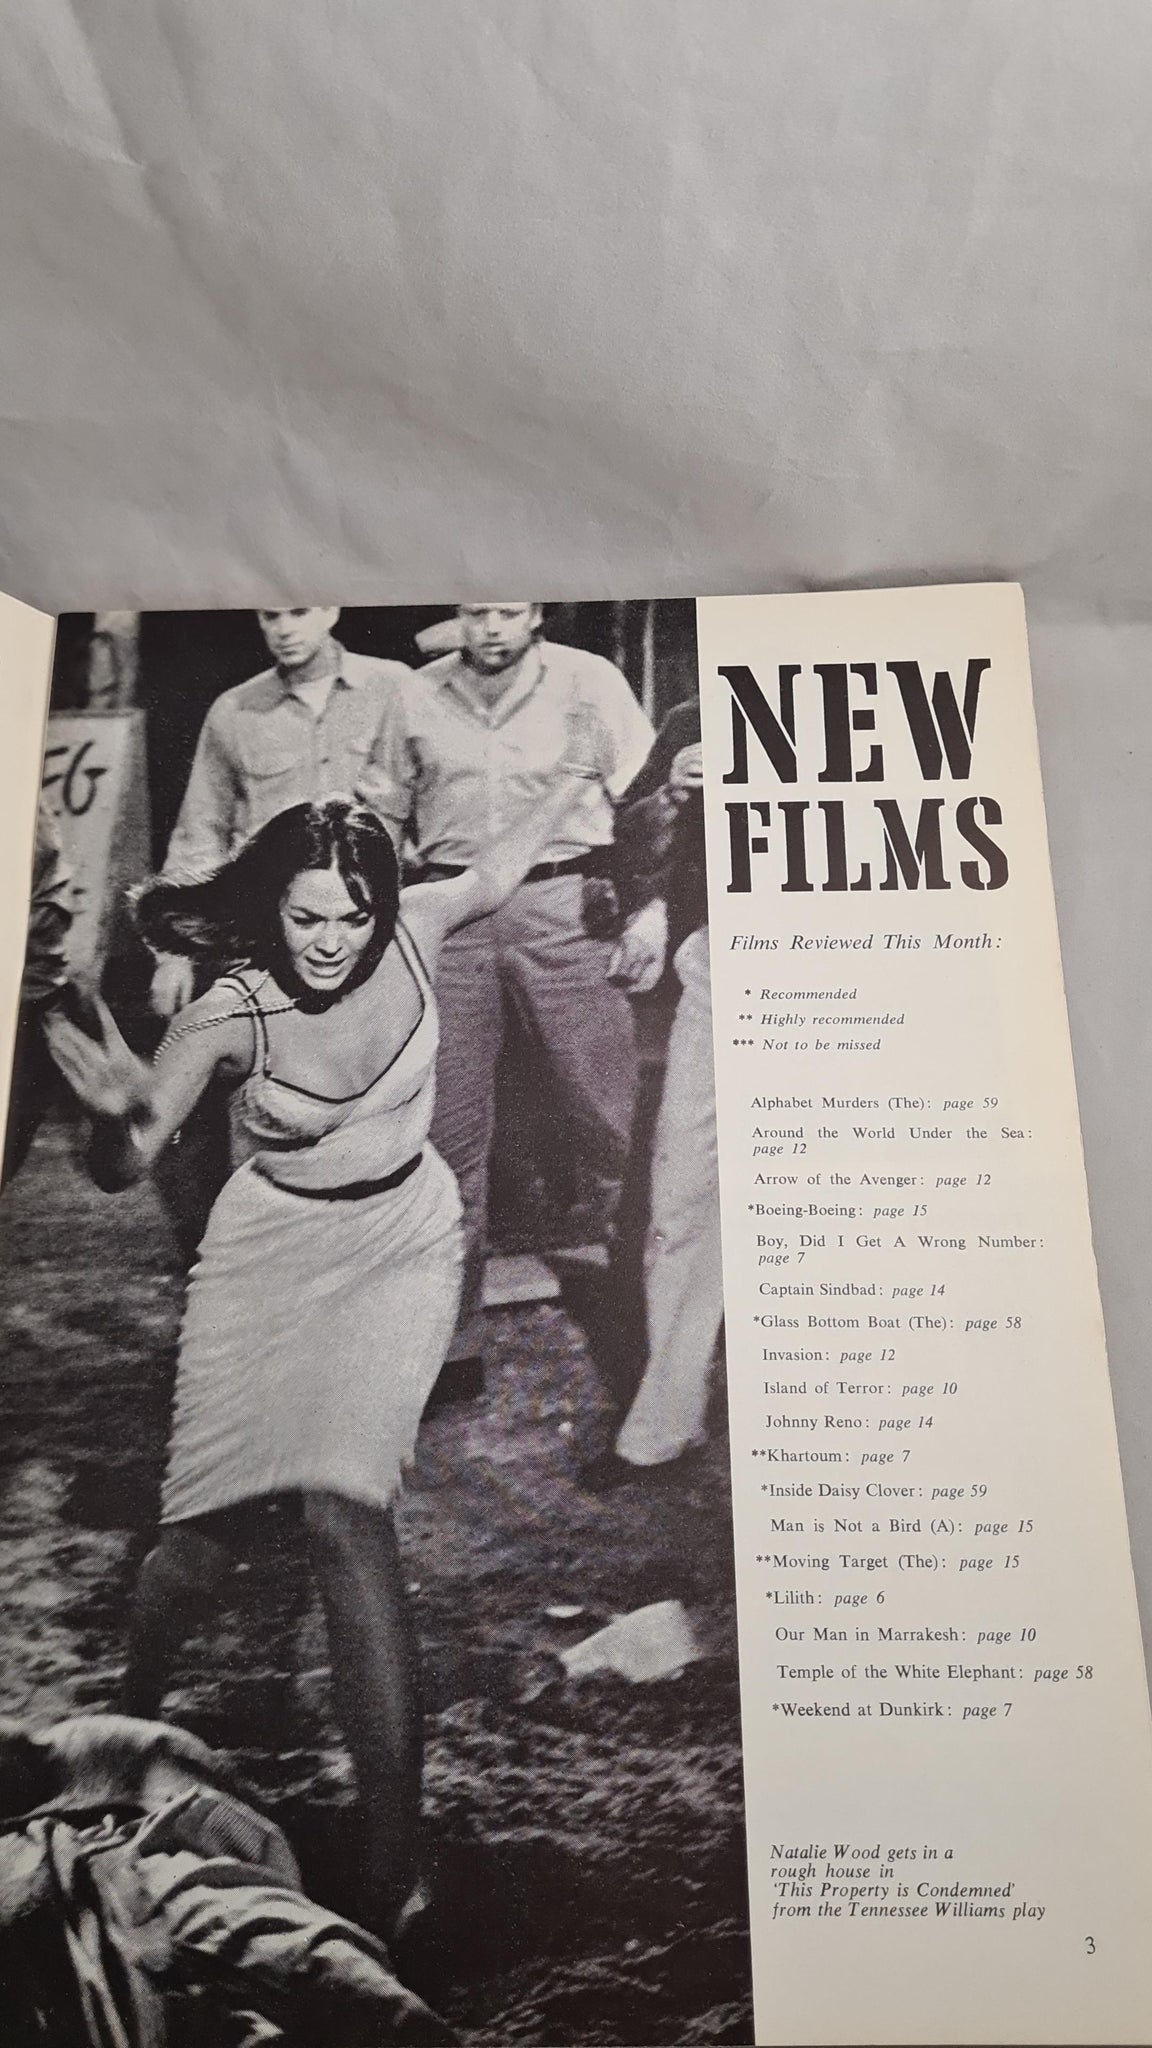 EG
NEW
FILMS
Films Reviewed This Month:
* Recommended
** Highly recommended
*** Not to be missed
Alphabet Murders (The): page 59
Around the World Under the Sea:
page 12
Arrow of the Avenger: page 12
*Boeing-Boeing: page 15
Boy, Did I Get A Wrong Number:
page 7
Captain Sindbad: page 14
*Glass Bottom Boat (The): page 58
Invasion: page 12
Island of Terror: page 10
Johnny Reno: page 14
**Khartoum: page 7
*Inside Daisy Clover: page 59
Man is Not a Bird (A): page 15
**Moving Target (The): page 15
*Lilith: page 6
Our Man in Marrakesh: page 10
Temple of the White Elephant: page 58
*Weekend at Dunkirk: page 7
Natalie Wood gets in a
rough house in
'This Property is Condemned'
from the Tennessee Williams play
3